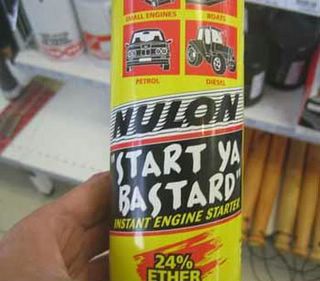 SMALL ENGINES BOATS
PETROL DIESEL
NULON
"START YA
BASTARD"
INSTANT ENGINE STARTER
24%
ETHER